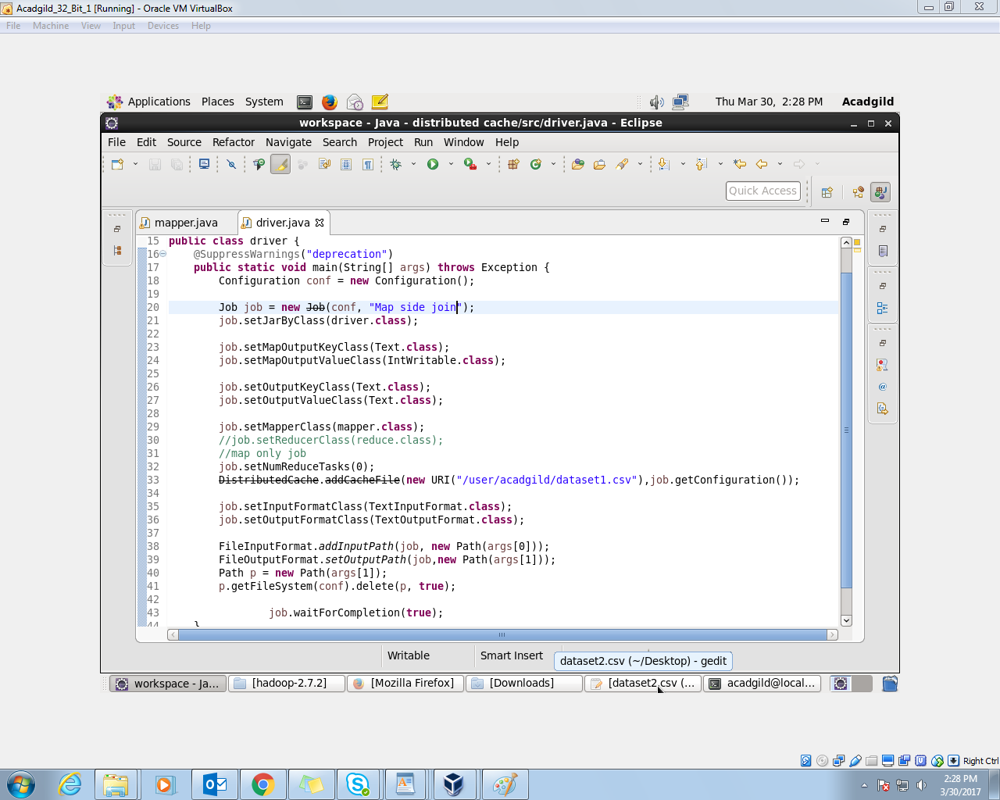 Acadgild_32_Bit_1 [Running] - Oracle VM VirtualBox
File Machine View Input Devices Help
Applications Places System Thu Mar 30, 2:28 PM Acadgild
workspace - Java - distributed cache/src/driver.java - Eclipse
File Edit Source Refactor Navigate Search Project Run Window Help
Quick Access
mapper.java driver.java
15 public class driver {
16 @SuppressWarnings("deprecation")
17 public static void main(String[] args) throws Exception {
18 Configuration conf = new Configuration();
19
20 Job job = new Job(conf, "Map side join");
21 job.setJarByClass(driver.class);
22
23 job.setMapOutputKeyClass(Text.class);
24 job.setMapOutputValueClass(IntWritable.class);
25
26 job.setOutputKeyClass(Text.class);
27 job.setOutputValueClass(Text.class);
28
29 job.setMapperClass(mapper.class);
30 //job.setReducerClass(reduce.class);
31 //map only job
32 job.setNumReduceTasks(0);
33 DistributedCache.addCacheFile(new URI("/user/acadgild/dataset1.csv"),job.getConfiguration());
34
35 job.setInputFormatClass(TextInputFormat.class);
36 job.setOutputFormatClass(TextOutputFormat.class);
37
38 FileInputFormat.addInputPath(job, new Path(args[0]));
39 FileOutputFormat.setOutputPath(job,new Path(args[1]));
40 Path p = new Path(args[1]);
41 p.getFileSystem(conf).delete(p, true);
42
43 job.waitForCompletion(true);
44 }
Writable Smart Insert
dataset2.csv (~/Desktop) - gedit
workspace - Ja... [hadoop-2.7.2] [Mozilla Firefox] [Downloads] [dataset2.csv (... acadgild@local...
Right Ctrl
2:28 PM
3/30/2017